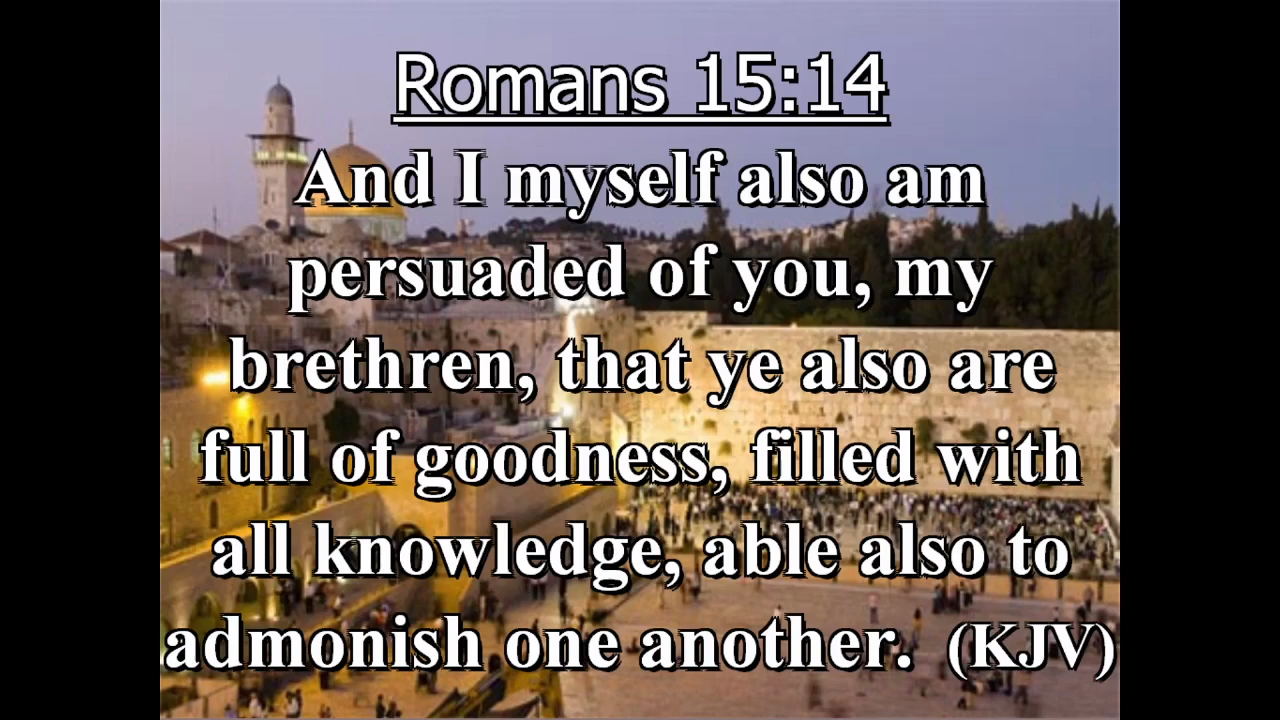 Romans 15:14
And I myself also am
persuaded of you, my
brethren, that ye also are
full of goodness, filled with
all knowledge, able also to
admonish one another. (KJV)